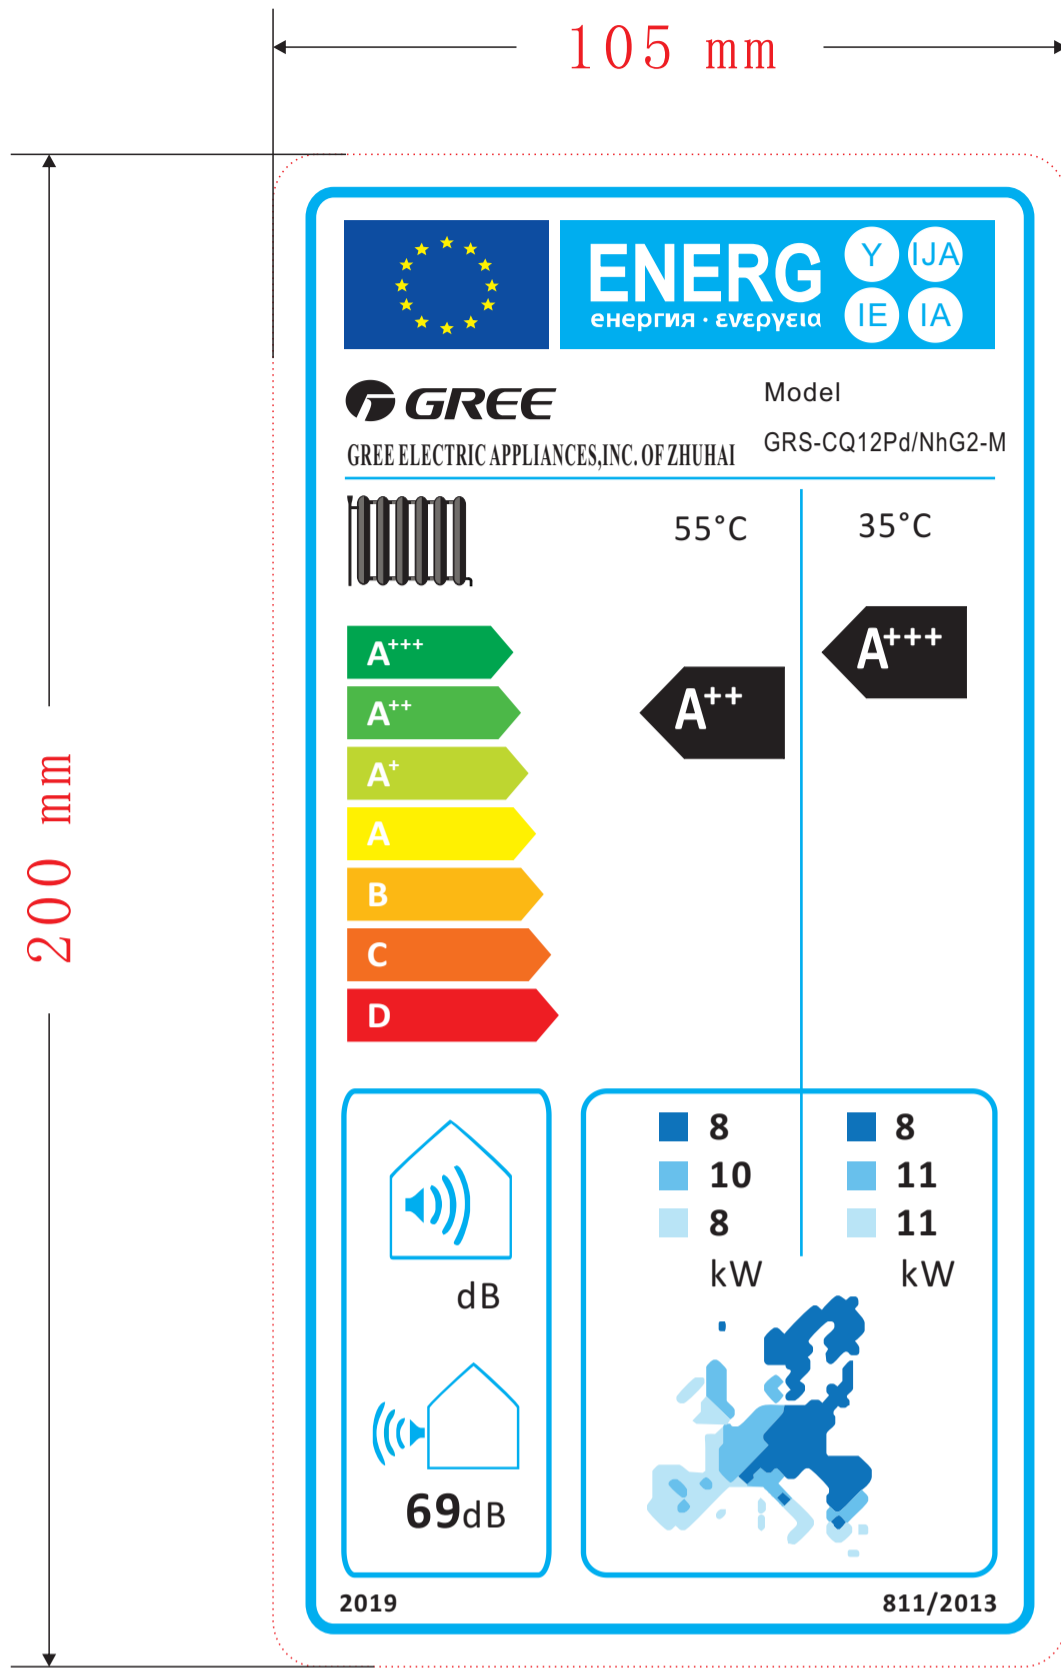 105 mm
200 mm
ENERG
енергия · ενεργεια
Y IJA
IE IA
GREE
GREE ELECTRIC APPLIANCES,INC. OF ZHUHAI
Model
GRS-CQ12Pd/NhG2-M
55°C
35°C
A+++
A++
A+
A
B
C
D
A++
A+++
dB
69dB
8
10
8
kW
8
11
11
kW
2019
811/2013